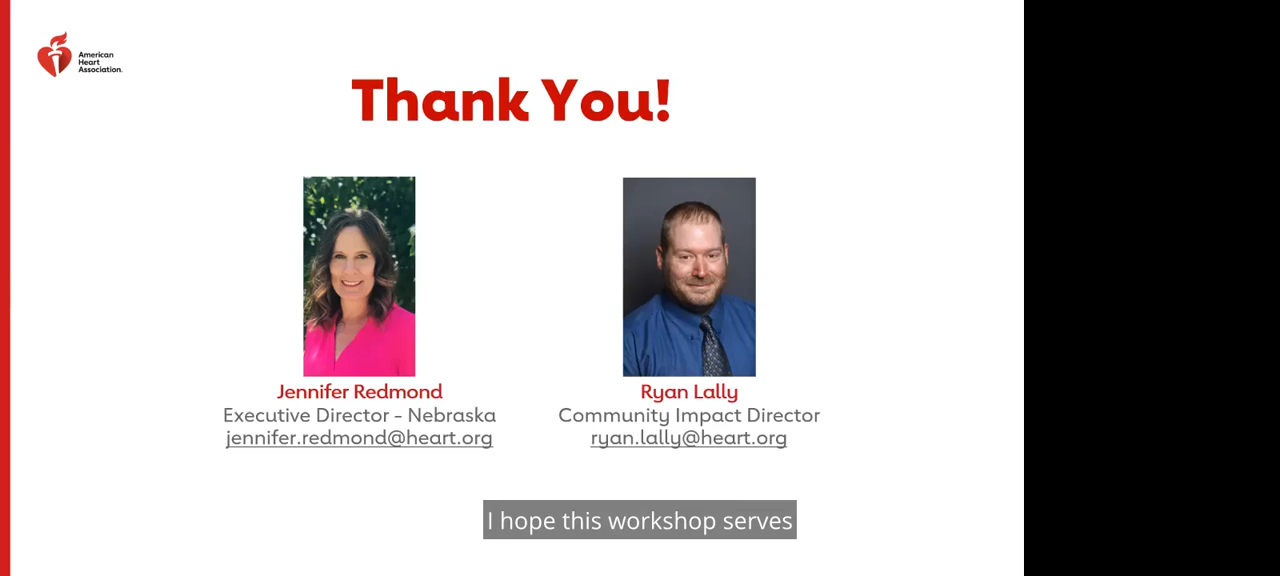 American
Heart
Association.
Thank You!
Jennifer Redmond
Executive Director - Nebraska
jennifer.redmond@heart.org
Ryan Lally
Community Impact Director
ryan.lally@heart.org
I hope this workshop serves